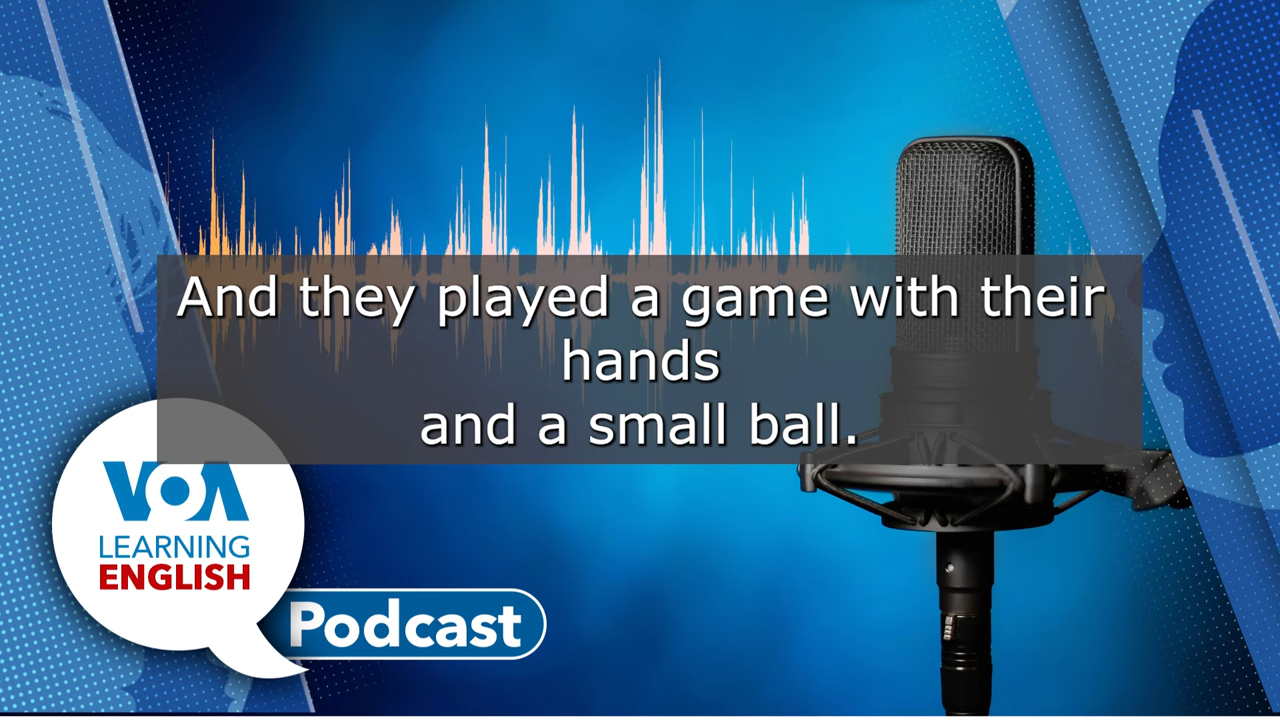 And they played a game with their
hands
and a small ball.
VOA
LEARNING
ENGLISH
Podcast